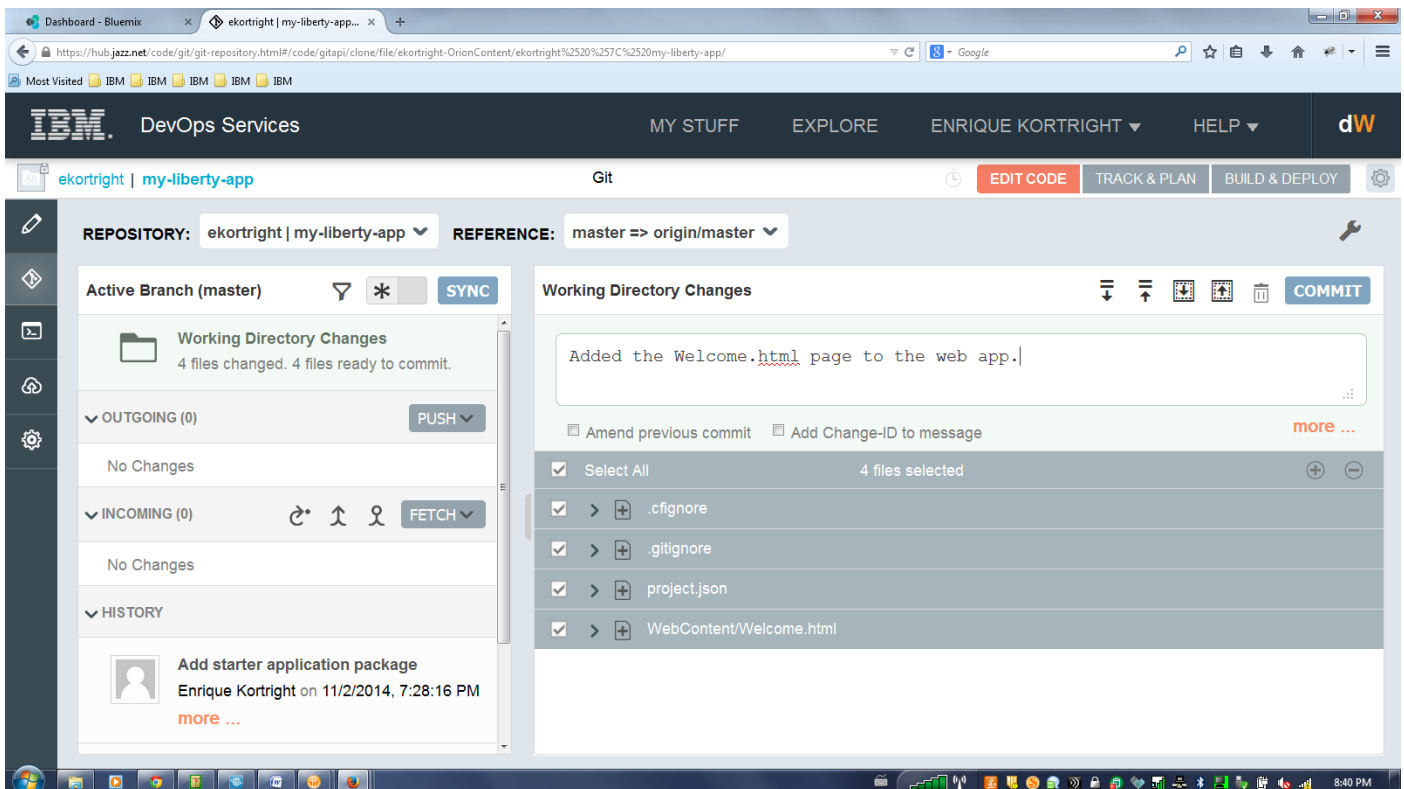 Dashboard - Bluemix
ekortright | my-liberty-app...
https://hub.jazz.net/code/git/git-repository.html#/code/gitapi/clone/file/ekortright-OrionContent/ekortright%2520%257C%2520my-liberty-app/
Google
Most Visited IBM IBM IBM IBM IBM
IBM. DevOps Services MY STUFF EXPLORE ENRIQUE KORTRIGHT HELP dW
ekortright | my-liberty-app Git EDIT CODE TRACK & PLAN BUILD & DEPLOY
REPOSITORY: ekortright | my-liberty-app REFERENCE: master => origin/master
Active Branch (master) SYNC
Working Directory Changes
4 files changed. 4 files ready to commit.
OUTGOING (0) PUSH
No Changes
INCOMING (0) FETCH
No Changes
HISTORY
Add starter application package
Enrique Kortright on 11/2/2014, 7:28:16 PM
more ...
Working Directory Changes COMMIT
Added the Welcome.html page to the web app.
Amend previous commit Add Change-ID to message more ...
Select All 4 files selected
.cfignore
.gitignore
project.json
WebContent/Welcome.html
8:40 PM